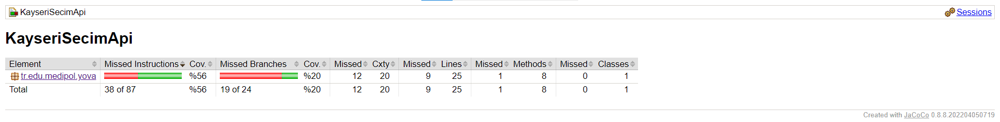 KayseriSecimApi Sessions
KayseriSecimApi
Element Missed Instructions Cov. Missed Branches Cov. Missed Cxty Missed Lines Missed Methods Missed Classes
tr.edu.medipol.yova %56 %20 12 20 9 25 1 8 0 1
Total 38 of 87 %56 19 of 24 %20 12 20 9 25 1 8 0 1
Created with JaCoCo 0.8.8.202204050719